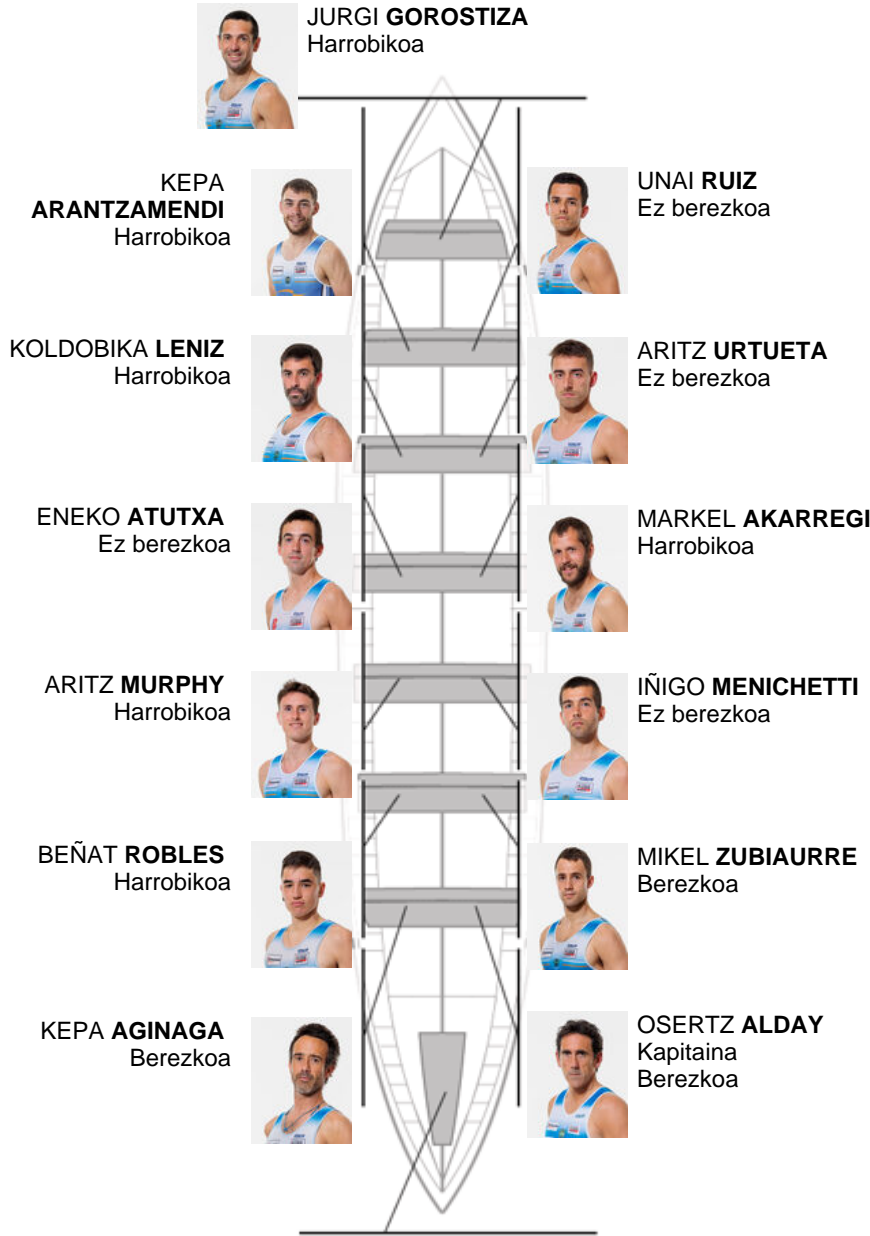 JURGI GOROSTIZA
Harrobikoa
KEPA
ARANTZAMENDI
Harrobikoa
UNAI RUIZ
Ez berezkoa
KOLDOBIKA LENIZ
Harrobikoa
ARITZ URTUETA
Ez berezkoa
ENEKO ATUTXA
Ez berezkoa
MARKEL AKARREGI
Harrobikoa
ARITZ MURPHY
Harrobikoa
IÑIGO MENICHETTI
Ez berezkoa
BEÑAT ROBLES
Harrobikoa
MIKEL ZUBIAURRE
Berezkoa
KEPA AGINAGA
Berezkoa
OSERTZ ALDAY
Kapitaina
Berezkoa